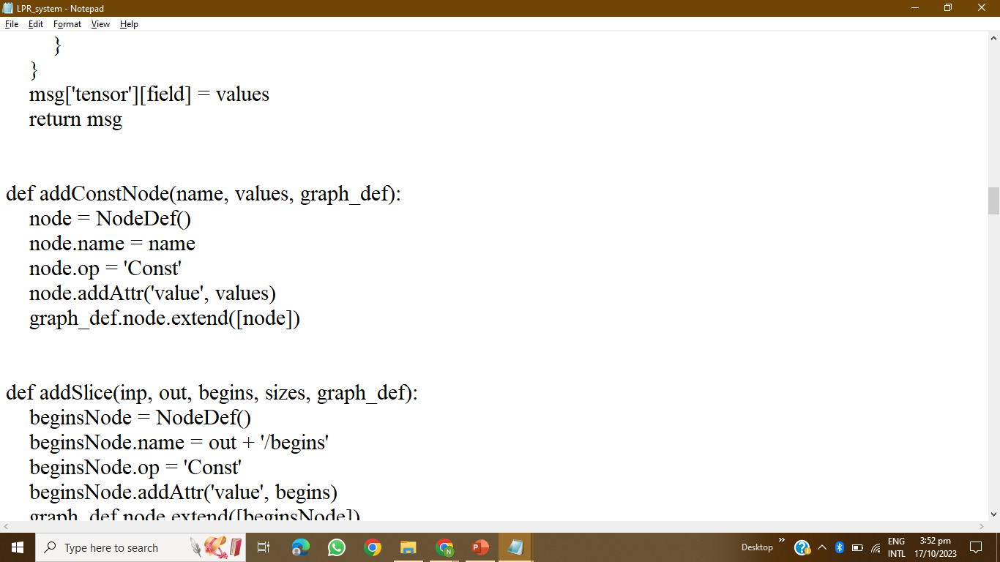 LPR_system - Notepad
File Edit Format View Help
}
}
msg['tensor'][field] = values
return msg
def addConstNode(name, values, graph_def):
node = NodeDef()
node.name = name
node.op = 'Const'
node.addAttr('value', values)
graph_def.node.extend([node])
def addSlice(inp, out, begins, sizes, graph_def):
beginsNode = NodeDef()
beginsNode.name = out + '/begins'
beginsNode.op = 'Const'
beginsNode.addAttr('value', begins)
graph_def.node.extend([beginsNode])
Type here to search
Desktop
ENG
INTL
3:52 pm
17/10/2023